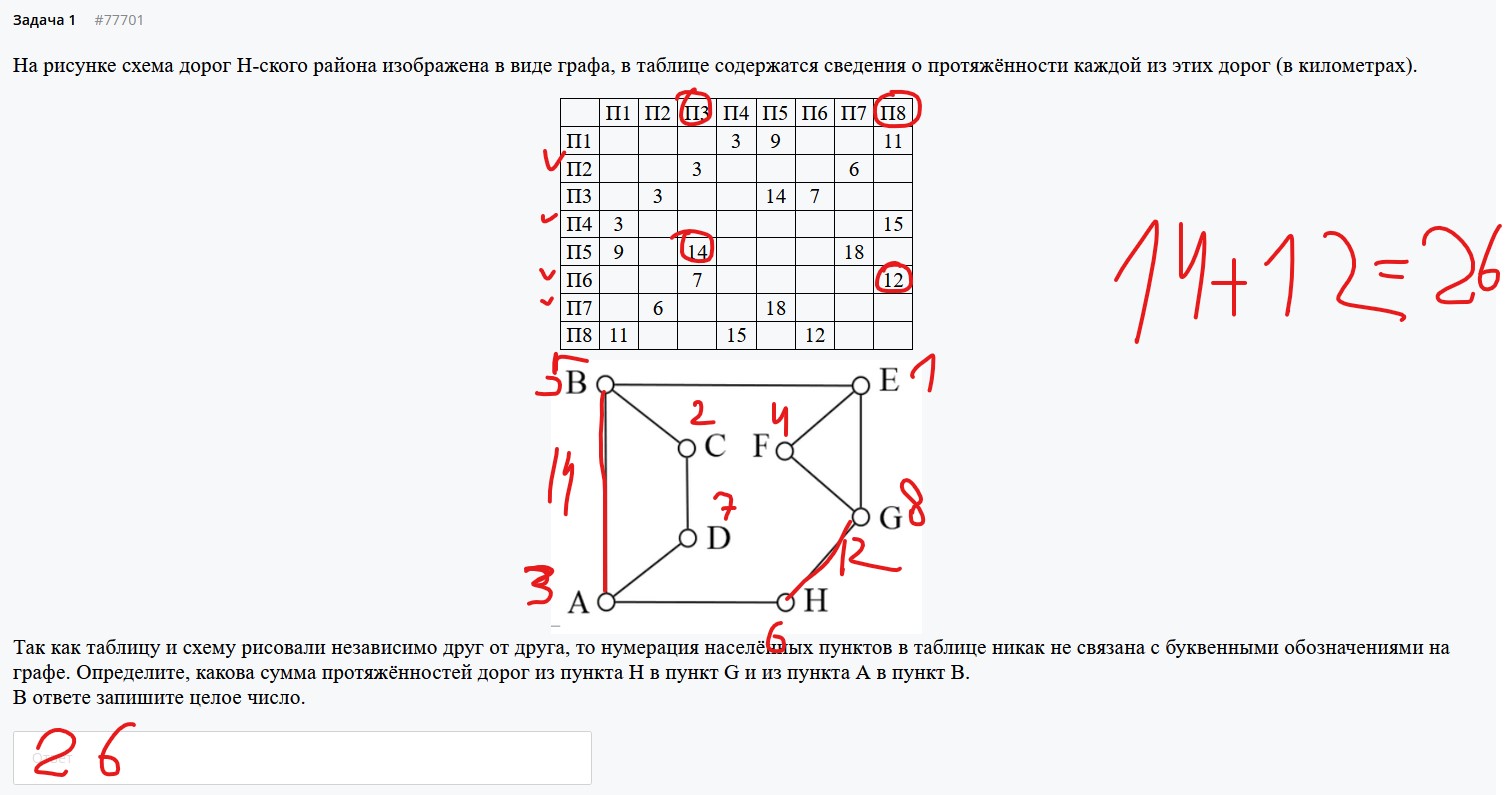 Задача 1 #77701
На рисунке схема дорог Н-ского района изображена в виде графа, в таблице содержатся сведения о протяжённости каждой из этих дорог (в километрах).
П1 П2 П3 П4 П5 П6 П7 П8
П1 3 9 11
П2 3 6
П3 3 14 7
П4 3 15
П5 9 14 18
П6 7 12
П7 6 18
П8 11 15 12
14+12=26
5 B E 1
2 4
C F
14
7
D G 8
12
3 A H
6
Так как таблицу и схему рисовали независимо друг от друга, то нумерация населённых пунктов в таблице никак не связана с буквенными обозначениями на
графе. Определите, какова сумма протяжённостей дорог из пункта H в пункт G и из пункта A в пункт B.
В ответе запишите целое число.
26